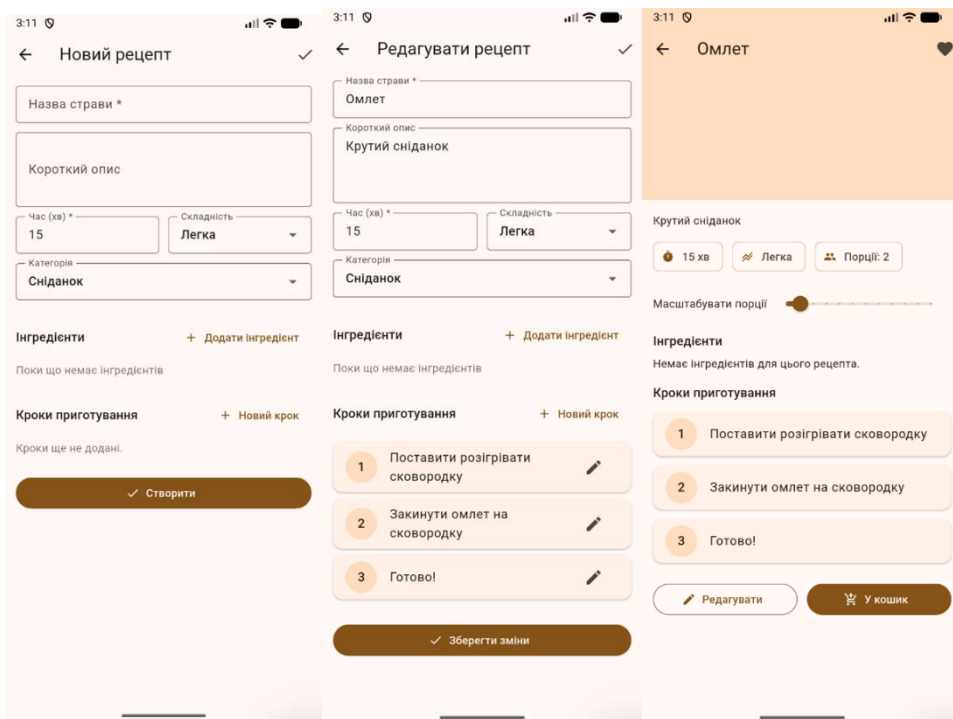 3:11
Новий рецепт
Назва страви *
Короткий опис
Час (хв) *
15
Складність
Легка
Категорія
Сніданок
Інгредієнти
+ Додати інгредієнт
Поки що немає інгредієнтів
Кроки приготування
+ Новий крок
Кроки ще не додані.
Створити
3:11
Редагувати рецепт
Назва страви *
Омлет
Короткий опис
Крутий сніданок
Час (хв) *
15
Складність
Легка
Категорія
Сніданок
Інгредієнти
+ Додати інгредієнт
Поки що немає інгредієнтів
Кроки приготування
+ Новий крок
1
Поставити розігрівати
сковородку
2
Закинути омлет на
сковородку
3
Готово!
Зберегти зміни
3:11
Омлет
Крутий сніданок
15 хв
Легка
Порції: 2
Масштабувати порції
Інгредієнти
Немає інгредієнтів для цього рецепта.
Кроки приготування
1
Поставити розігрівати сковородку
2
Закинути омлет на сковородку
3
Готово!
Редагувати
У кошик